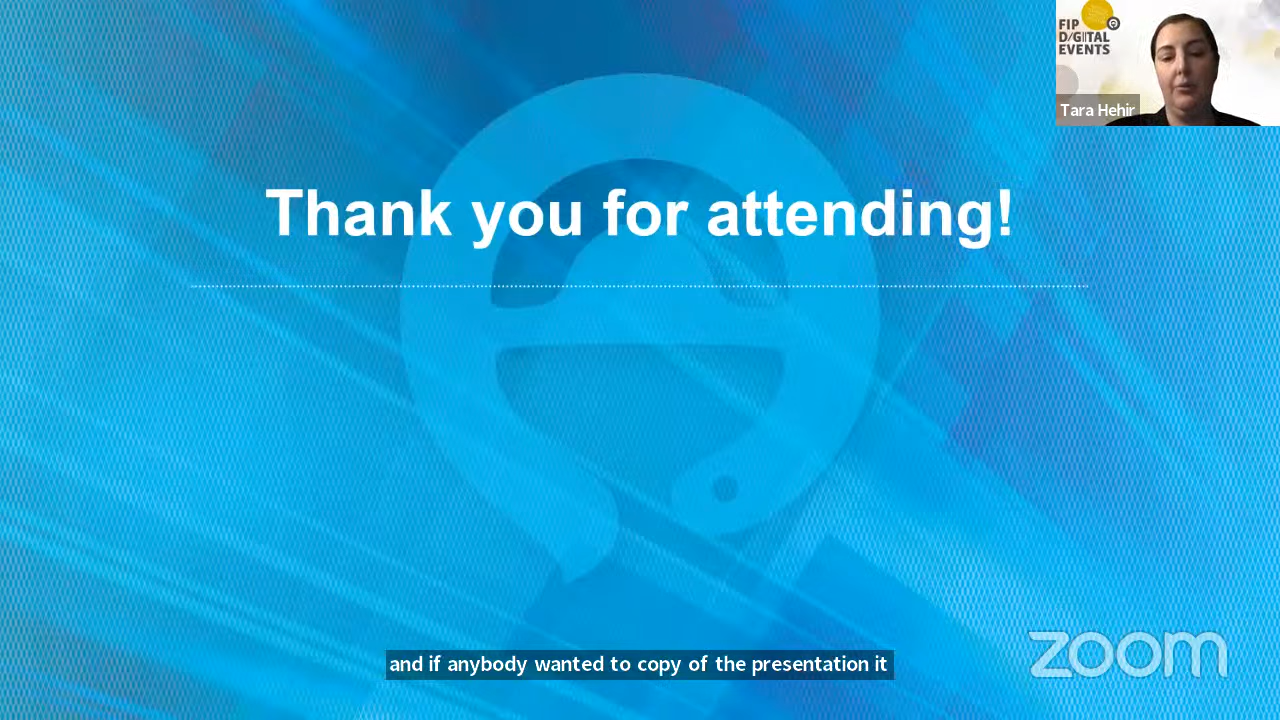 FIP
DIGITAL
EVENTS
Tara Hehir
Thank you for attending!
zoom
and if anybody wanted to copy of the presentation it